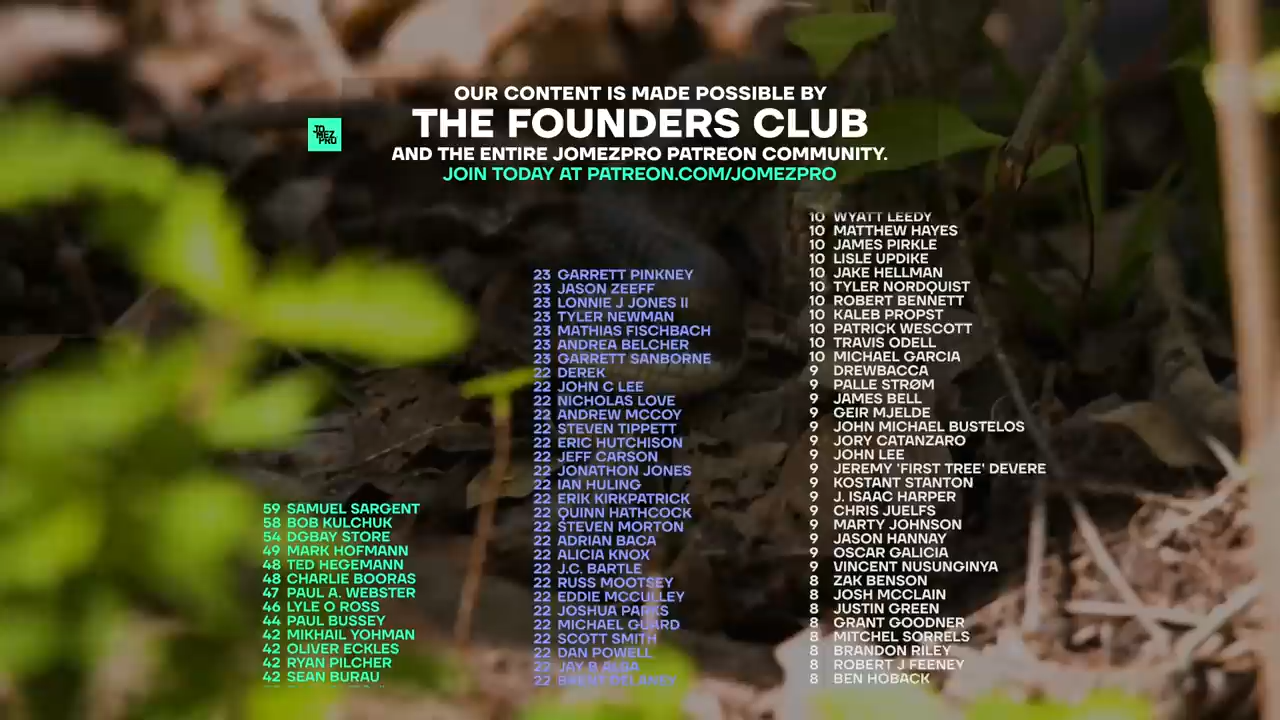 OUR CONTENT IS MADE POSSIBLE BY
THE FOUNDERS CLUB
JO
MEZ
PRO
AND THE ENTIRE JOMEZPRO PATREON COMMUNITY.
JOIN TODAY AT PATREON.COM/JOMEZPRO
59 SAMUEL SARGENT
58 BOB KULCHUK
54 DGBAY STORE
49 MARK HOFMANN
48 TED HEGEMANN
48 CHARLIE BOORAS
47 PAUL A. WEBSTER
46 LYLE O ROSS
44 PAUL BUSSEY
42 MIKHAIL YOHMAN
42 OLIVER ECKLES
42 RYAN PILCHER
42 SEAN BURAU
23 GARRETT PINKNEY
23 JASON ZEEFF
23 LONNIE J JONES II
23 TYLER NEWMAN
23 MATHIAS FISCHBACH
23 ANDREA BELCHER
23 GARRETT SANBORNE
22 DEREK
22 JOHN C LEE
22 NICHOLAS LOVE
22 ANDREW MCCOY
22 STEVEN TIPPETT
22 ERIC HUTCHISON
22 JEFF CARSON
22 JONATHON JONES
22 IAN HULING
22 ERIK KIRKPATRICK
22 QUINN HATHCOCK
22 STEVEN MORTON
22 ADRIAN BACA
22 ALICIA KNOX
22 J.C. BARTLE
22 RUSS MOOTSEY
22 EDDIE MCCULLEY
22 JOSHUA PARKS
22 MICHAEL GUARD
22 SCOTT SMITH
22 DAN POWELL
22 JAY B ALBA
22 BRENT DELANEY
10 WYATT LEEDY
10 MATTHEW HAYES
10 JAMES PIRKLE
10 LISLE UPDIKE
10 JAKE HELLMAN
10 TYLER NORDQUIST
10 ROBERT BENNETT
10 KALEB PROPST
10 PATRICK WESCOTT
10 TRAVIS ODELL
10 MICHAEL GARCIA
9 DREWBACCA
9 PALLE STRØM
9 JAMES BELL
9 GEIR MJELDE
9 JOHN MICHAEL BUSTELOS
9 JORY CATANZARO
9 JOHN LEE
9 JEREMY 'FIRST TREE' DEVERE
9 KOSTANT STANTON
9 J. ISAAC HARPER
9 CHRIS JUELFS
9 MARTY JOHNSON
9 JASON HANNAY
9 OSCAR GALICIA
9 VINCENT NUSUNGINYA
8 ZAK BENSON
8 JOSH MCCLAIN
8 JUSTIN GREEN
8 GRANT GOODNER
8 MITCHEL SORRELS
8 BRANDON RILEY
8 ROBERT J FEENEY
8 BEN HOBACK